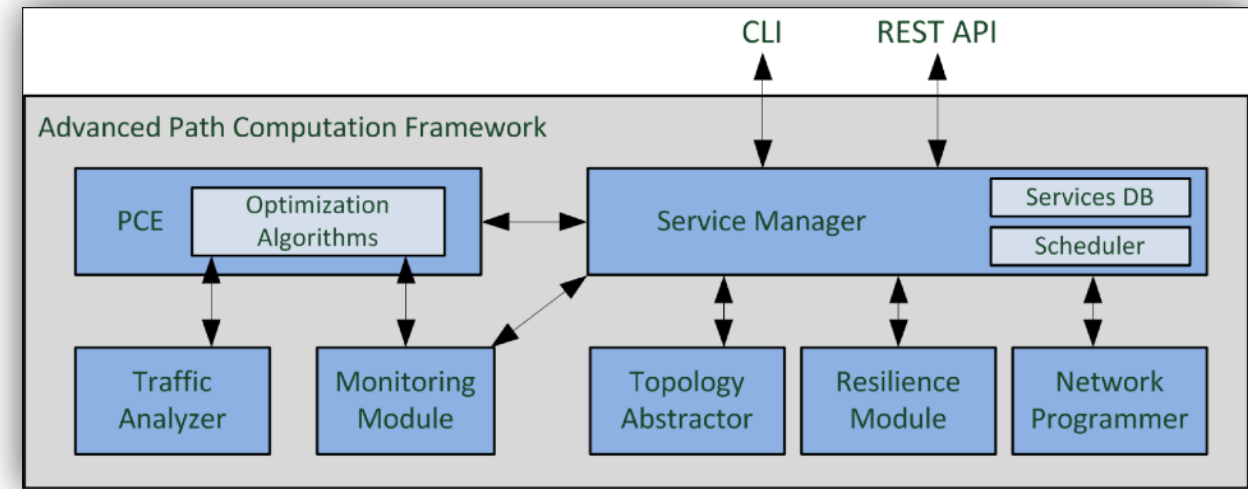 CLI
REST API
Advanced Path Computation Framework
PCE
Optimization
Algorithms
Service Manager
Services DB
Scheduler
Traffic
Analyzer
Monitoring
Module
Topology
Abstractor
Resilience
Module
Network
Programmer